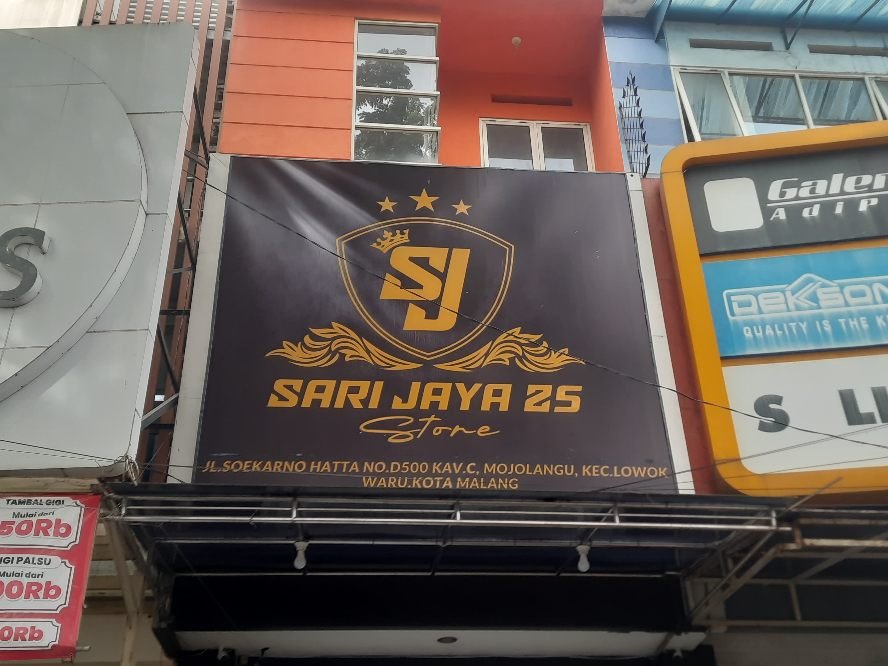 SJ
SARI JAYA 25
Store
JL.SOEKARNO HATTA NO.D500 KAV.C, MOJOLANGU, KEC.LOWOK
WARU.KOTA MALANG
S
DEKSON
QUALITY IS THE
TAMBAL GIGI
Mulai dari
50Rb
GIGI PALSU
Mulai dari
00Rb
0Rb